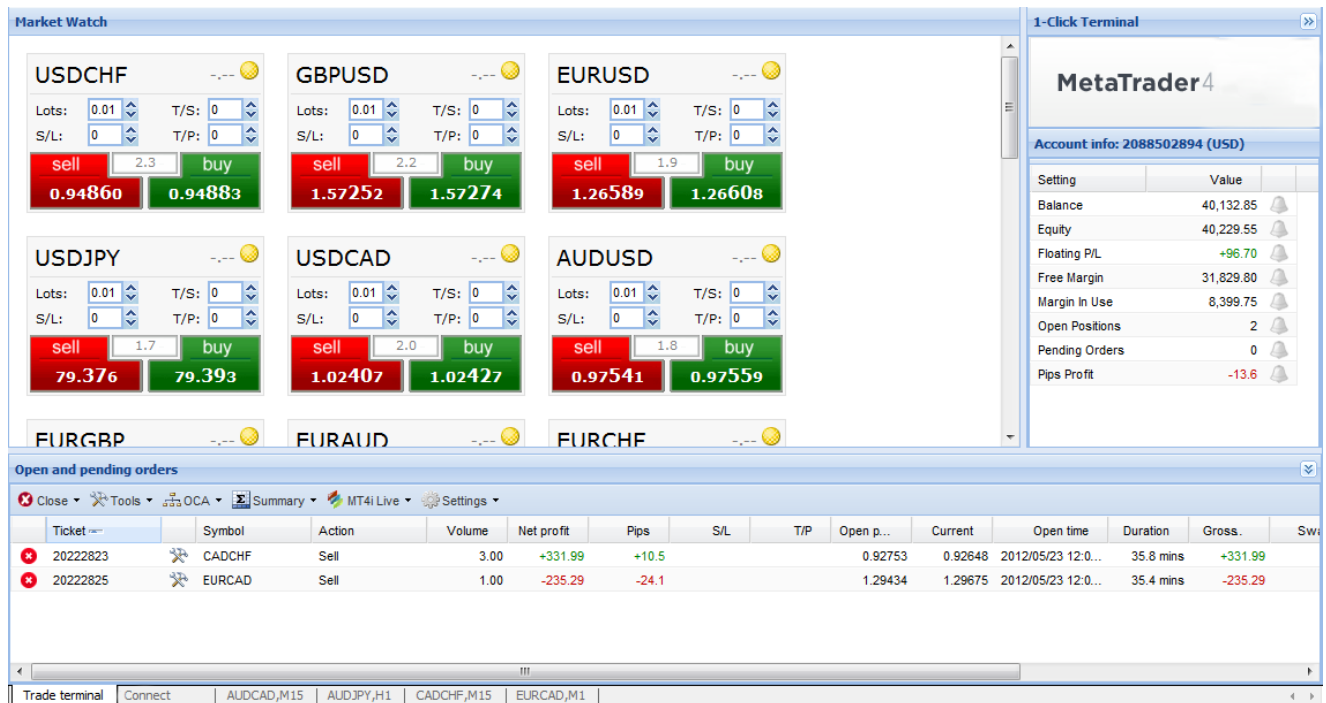 Market Watch
USDCHF -.-- GBPUSD -.-- EURUSD -.--
Lots: 0.01 T/S: 0 Lots: 0.01 T/S: 0 Lots: 0.01 T/S: 0
S/L: 0 T/P: 0 S/L: 0 T/P: 0 S/L: 0 T/P: 0
sell 2.3 buy sell 2.2 buy sell 1.9 buy
0.94860 0.94883 1.57252 1.57274 1.26589 1.26608
USDJPY -.-- USDCAD -.-- AUDUSD -.--
Lots: 0.01 T/S: 0 Lots: 0.01 T/S: 0 Lots: 0.01 T/S: 0
S/L: 0 T/P: 0 S/L: 0 T/P: 0 S/L: 0 T/P: 0
sell 1.7 buy sell 2.0 buy sell 1.8 buy
79.376 79.393 1.02407 1.02427 0.97541 0.97559
EURGBP -.-- EURAUD -.-- EURCHF -.--
1-Click Terminal
MetaTrader4
Account info: 2088502894 (USD)
Setting Value
Balance 40,132.85
Equity 40,229.55
Floating P/L +96.70
Free Margin 31,829.80
Margin In Use 8,399.75
Open Positions 2
Pending Orders 0
Pips Profit -13.6
Open and pending orders
Close Tools OCA Σ Summary MT4i Live Settings
Ticket Symbol Action Volume Net profit Pips S/L T/P Open p... Current Open time Duration Gross. Swa
20222823 CADCHF Sell 3.00 +331.99 +10.5 0.92753 0.92648 2012/05/23 12:0... 35.8 mins +331.99
20222825 EURCAD Sell 1.00 -235.29 -24.1 1.29434 1.29675 2012/05/23 12:0... 35.4 mins -235.29
Trade terminal Connect AUDCAD,M15 AUDJPY,H1 CADCHF,M15 EURCAD,M1